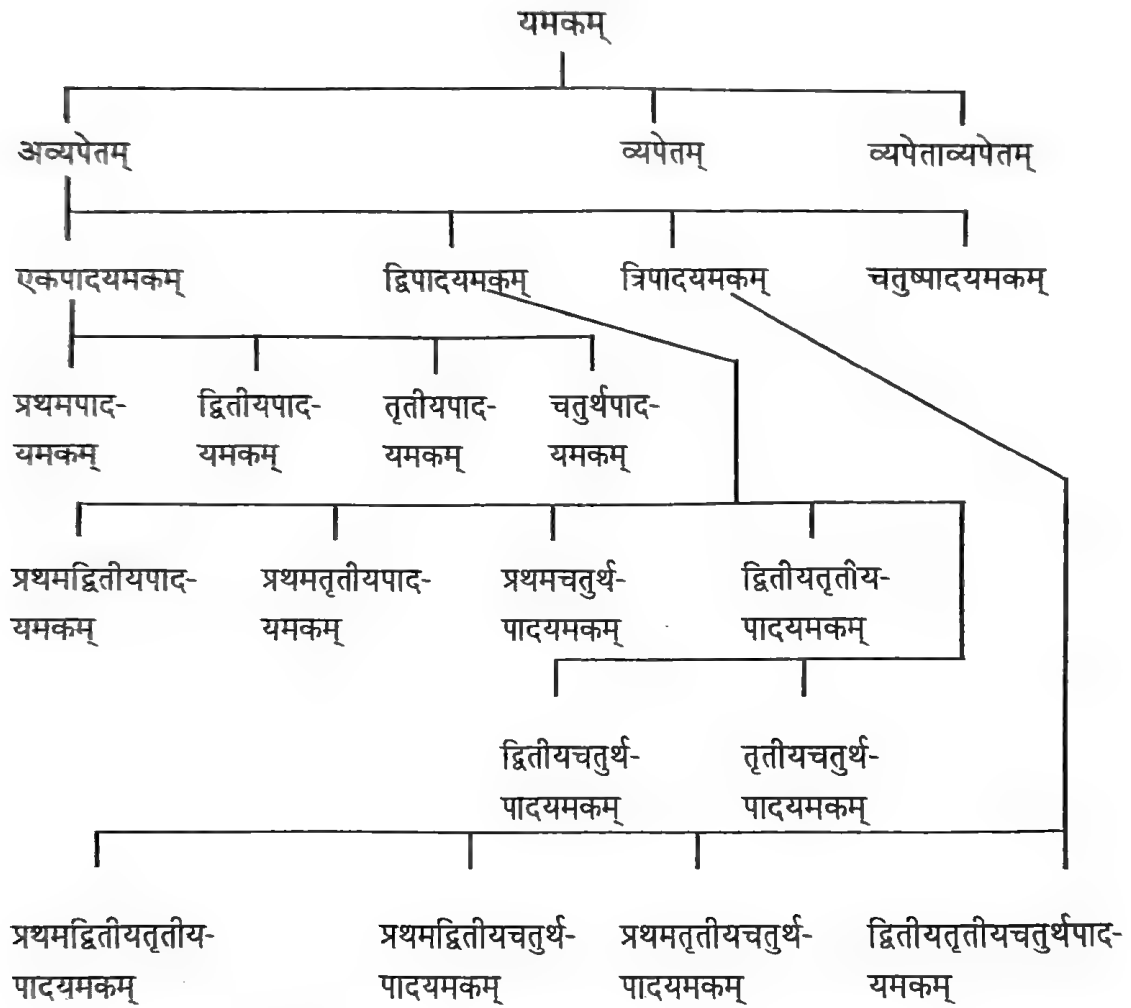 यमकम्
अव्यपेतम् व्यपेतम् व्यपेताव्यपेतम्
एकपादयमकम् द्विपादयमकम् त्रिपादयमकम् चतुष्पादयमकम्
प्रथमपाद- द्वितीयपाद- तृतीयपाद- चतुर्थपाद-
यमकम् यमकम् यमकम् यमकम्
प्रथमद्वितीयपाद- प्रथमतृतीयपाद- प्रथमचतुर्थ- द्वितीयतृतीय-
यमकम् यमकम् पादयमकम् पादयमकम्
द्वितीयचतुर्थ- तृतीयचतुर्थ-
पादयमकम् पादयमकम्
प्रथमद्वितीयतृतीय- प्रथमद्वितीयचतुर्थ- प्रथमतृतीयचतुर्थ- द्वितीयतृतीयचतुर्थपाद-
पादयमकम् पादयमकम् पादयमकम् यमकम्